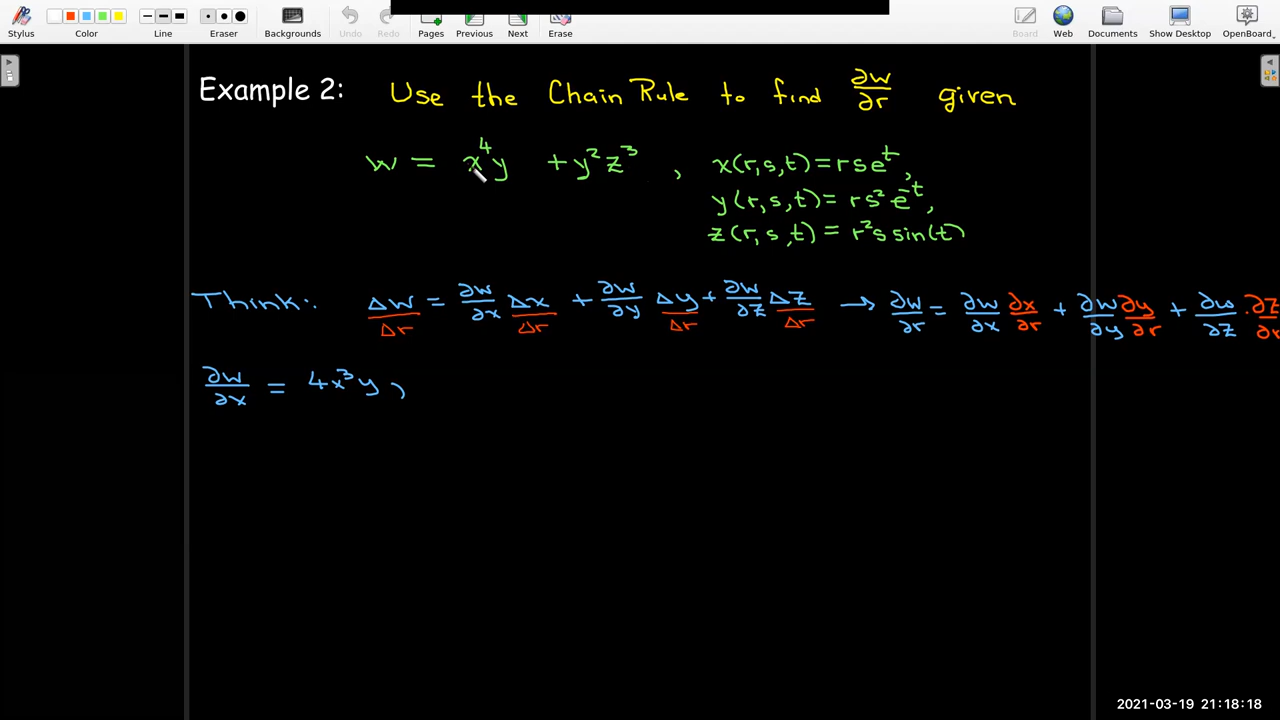 Stylus Color Line Eraser Backgrounds Undo Redo Pages Previous Next Erase Board Web Documents Show Desktop OpenBoard
Example 2: Use the Chain Rule to find ∂w/∂r given
w = x⁴y + y²z³ , x(r,s,t) = rse^t,
y(r,s,t) = rs²e^-t,
z(r,s,t) = r²s sin(t)
Think: Δw/Δr = ∂w/∂x Δx/Δr + ∂w/∂y Δy/Δr + ∂w/∂z Δz/Δr → ∂w/∂r = ∂w/∂x ∂x/∂r + ∂w/∂y ∂y/∂r + ∂w/∂z · ∂z/∂r
∂w/∂x = 4x³y ,
2021-03-19 21:18:18